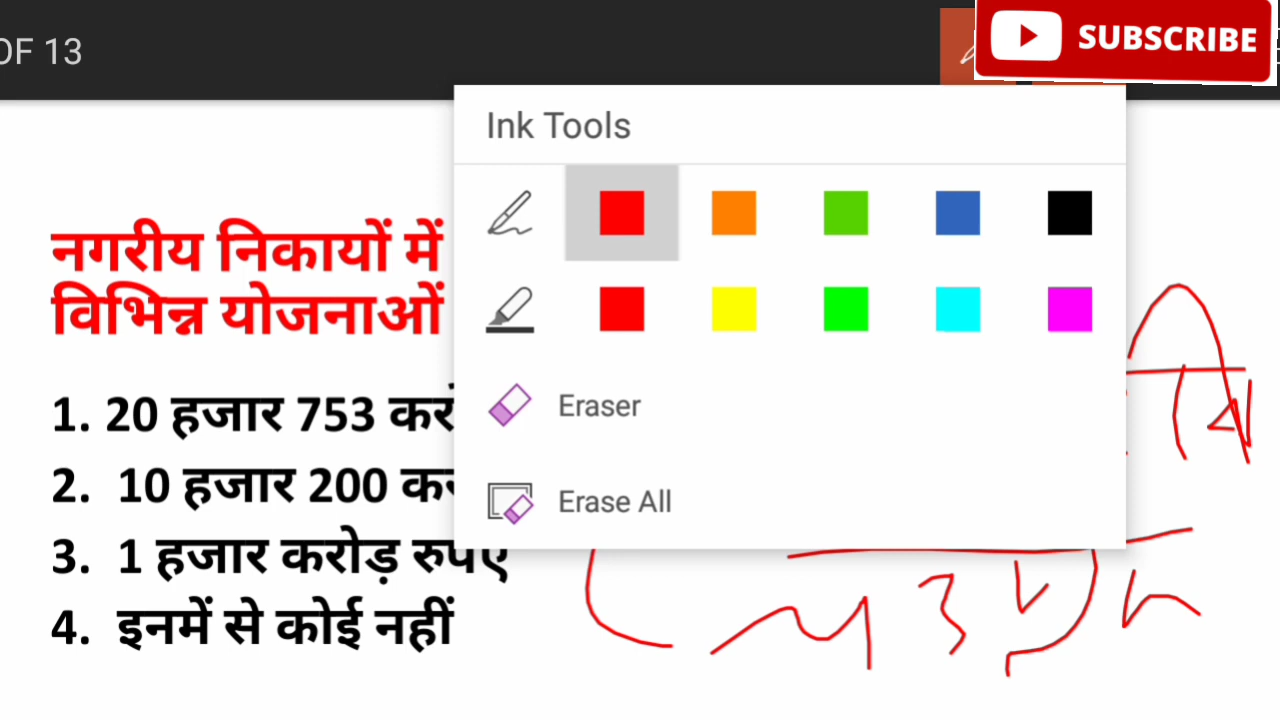 OF 13
SUBSCRIBE
Ink Tools
नगरीय निकायों में
विभिन्न योजनाओं
Eraser
1. 20 हजार 753
2. 10 हजार 200
Erase All
3. 1 हजार करोड़ रुपए
4. इनमें से कोई नहीं